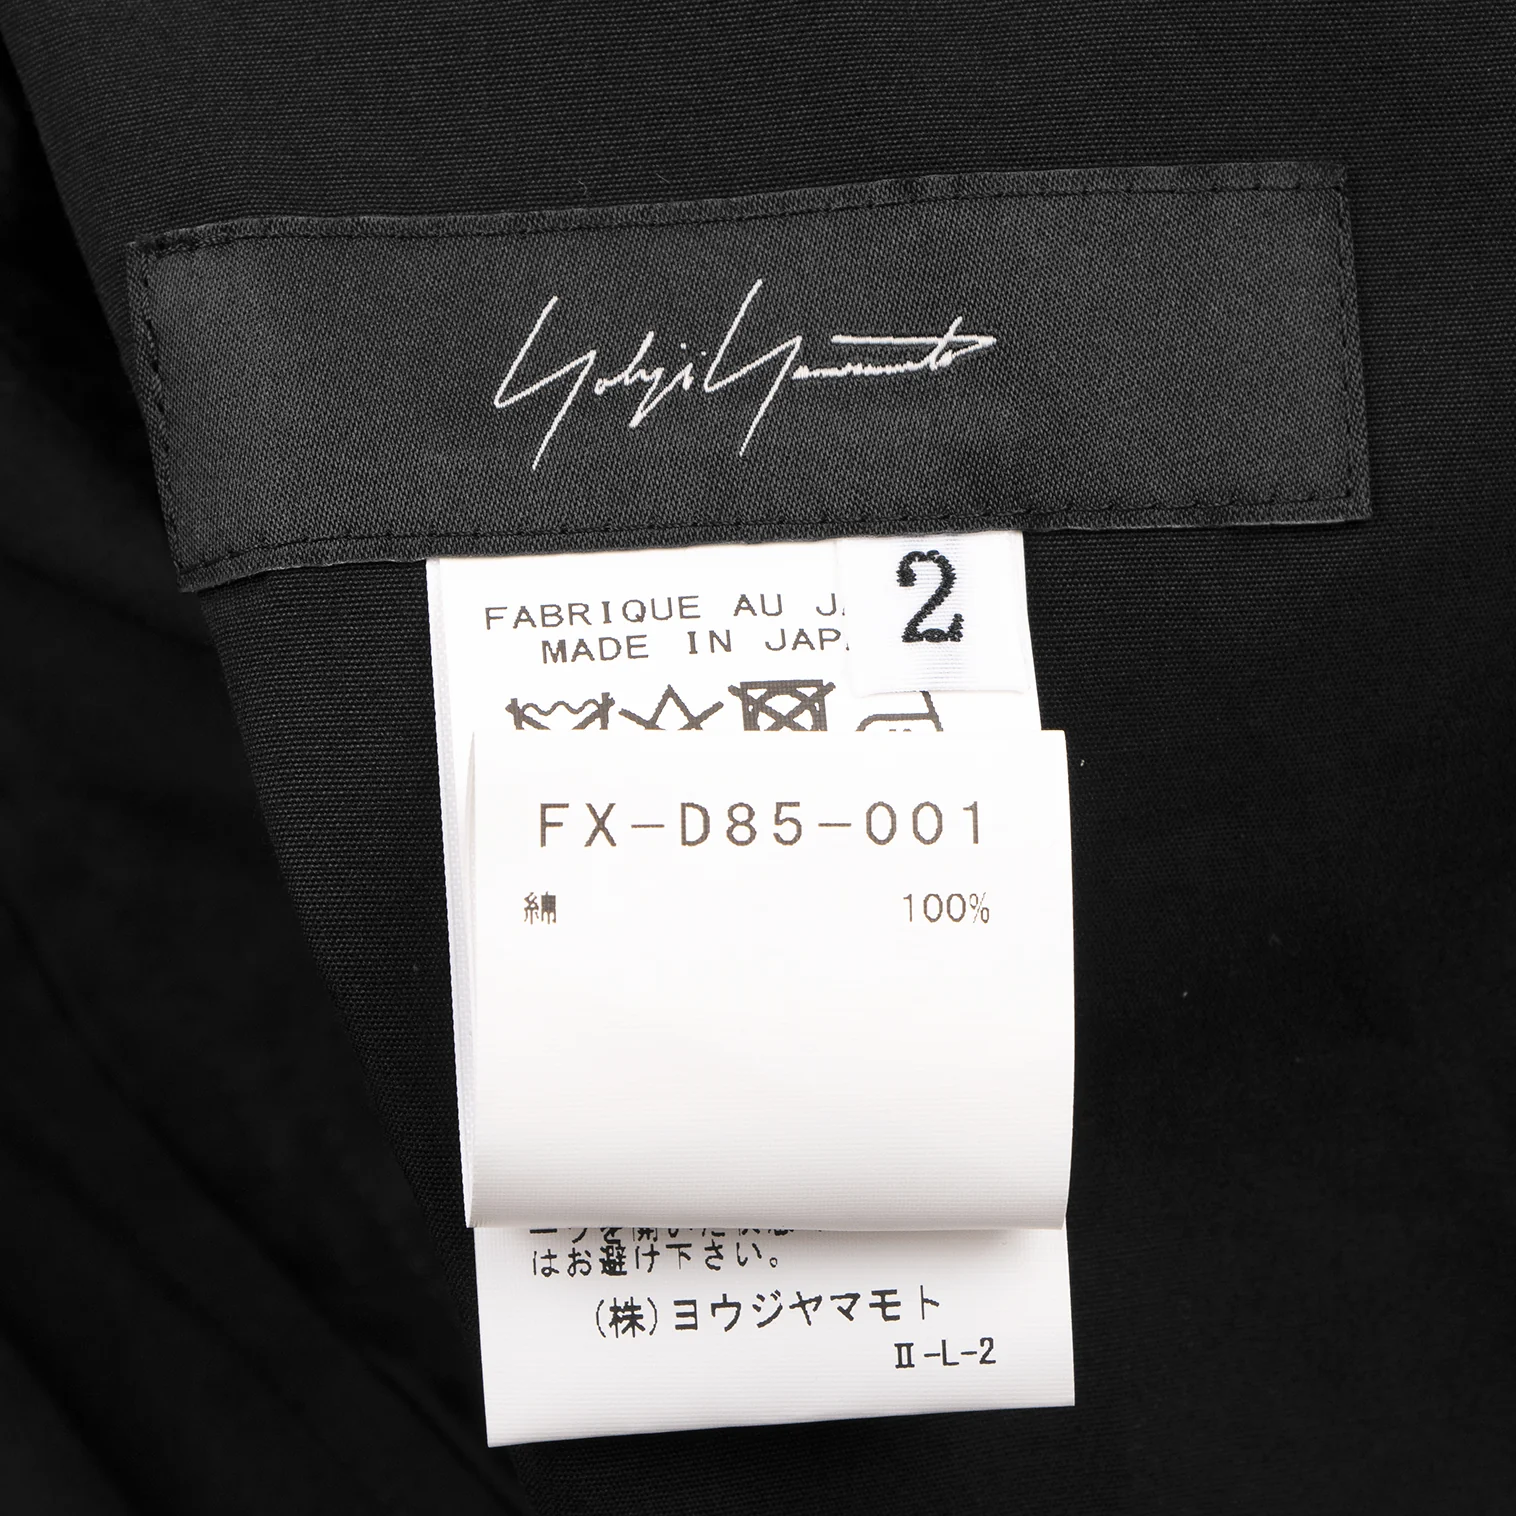 Yohji Yamamoto
2
FABRIQUE AU
MADE IN
FX-D85-001
綿 100%
はお避け下さい。
(株)ヨウジヤマモト
II-L-2